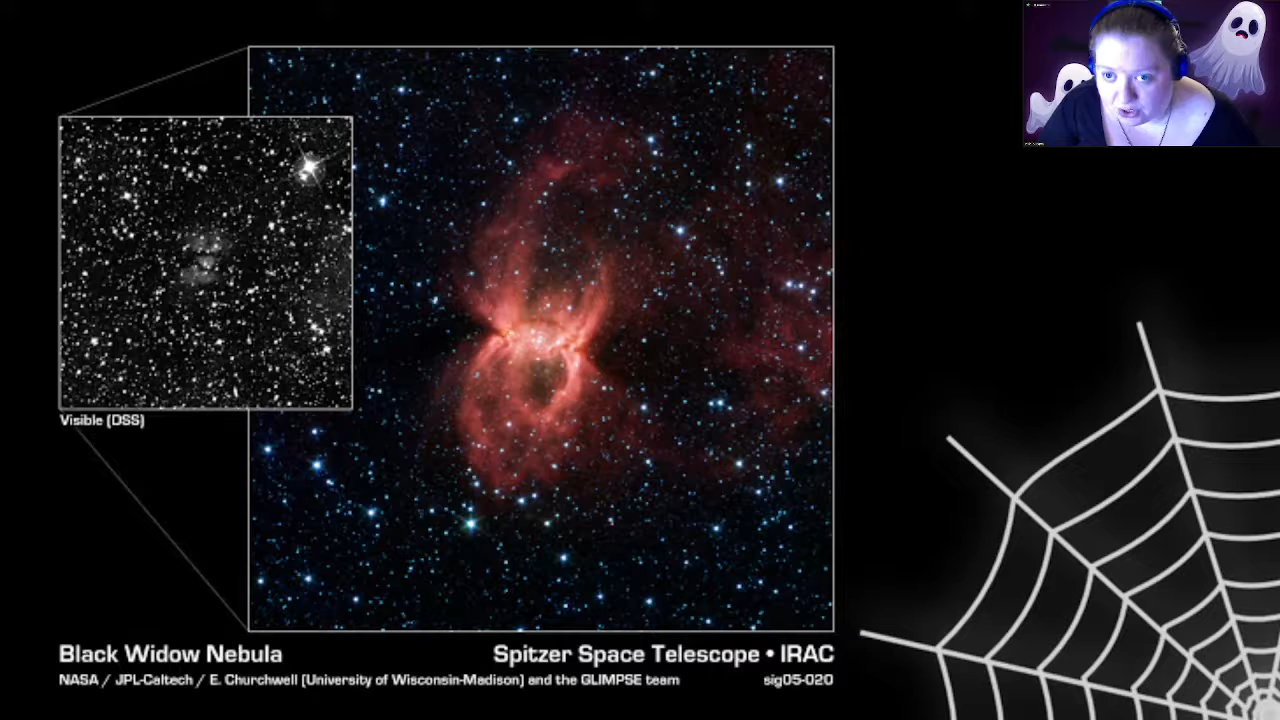 Visible (DSS)
Black Widow Nebula
Spitzer Space Telescope • IRAC
NASA / JPL-Caltech / E. Churchwell (University of Wisconsin-Madison) and the GLIMPSE team
sig05-020